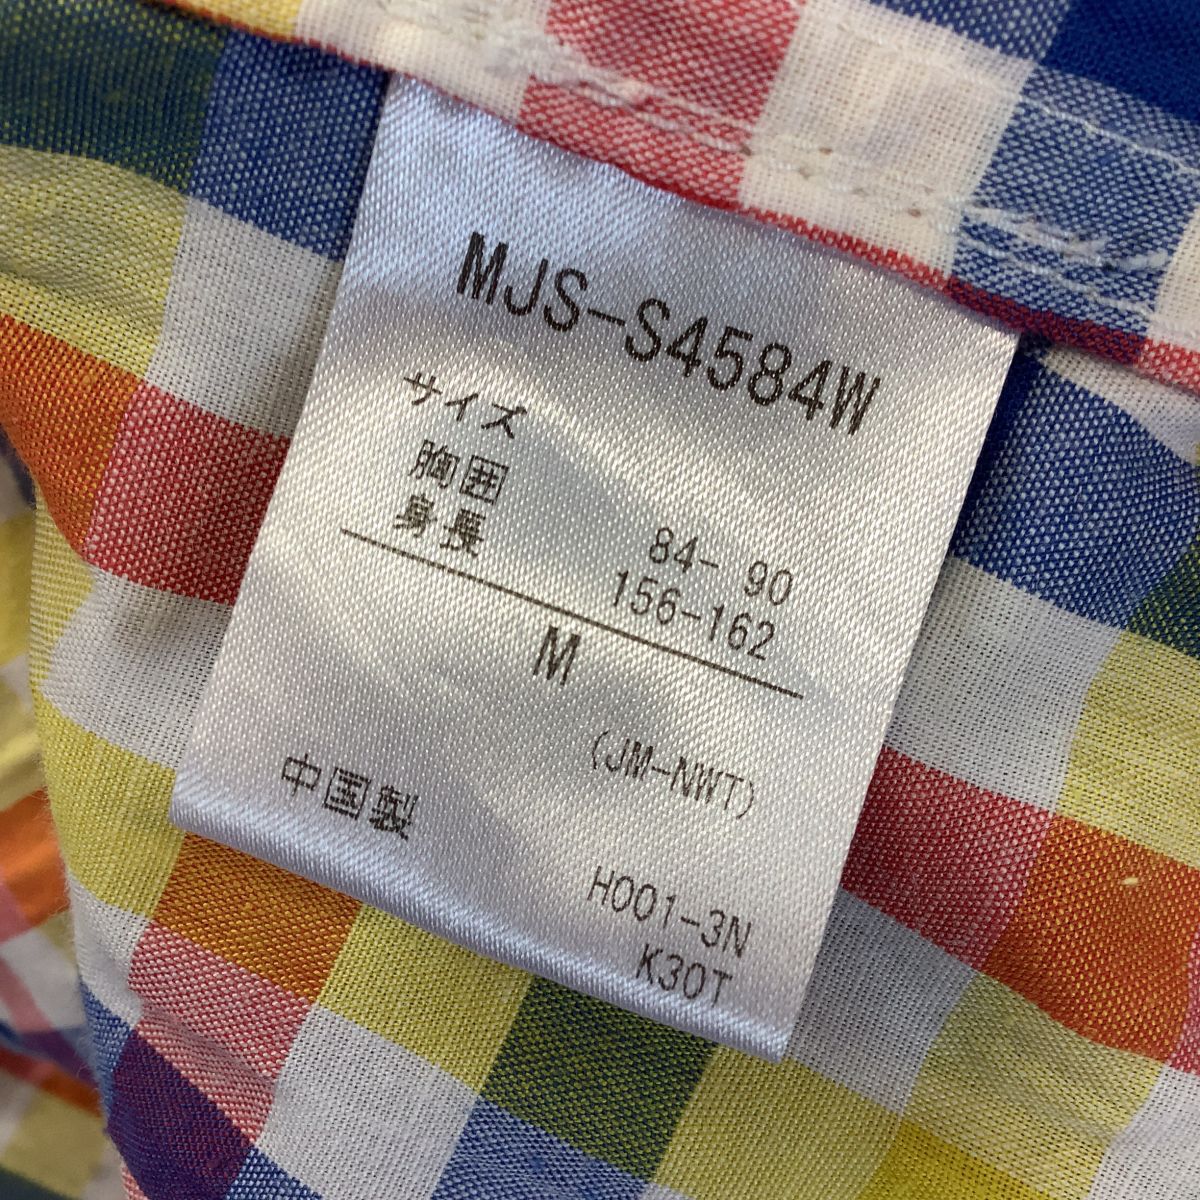 MJS-S4584W
サイズ
胸囲 84- 90
身長 156-162
M
(JM-NWT)
中国製
H001-3N
K30T